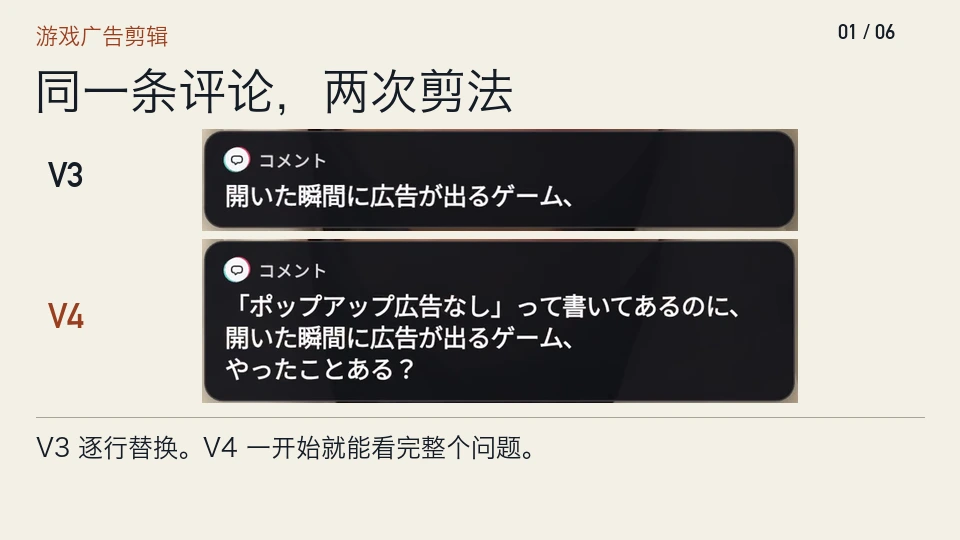 游戏广告剪辑
01 / 06
同一条评论，两次剪法
V3
コメント
開いた瞬間に広告が出るゲーム、
V4
コメント
「ポップアップ広告なし」って書いてあるのに、
開いた瞬間に広告が出るゲーム、
やったことある？
V3 逐行替换。V4 一开始就能看完整个问题。